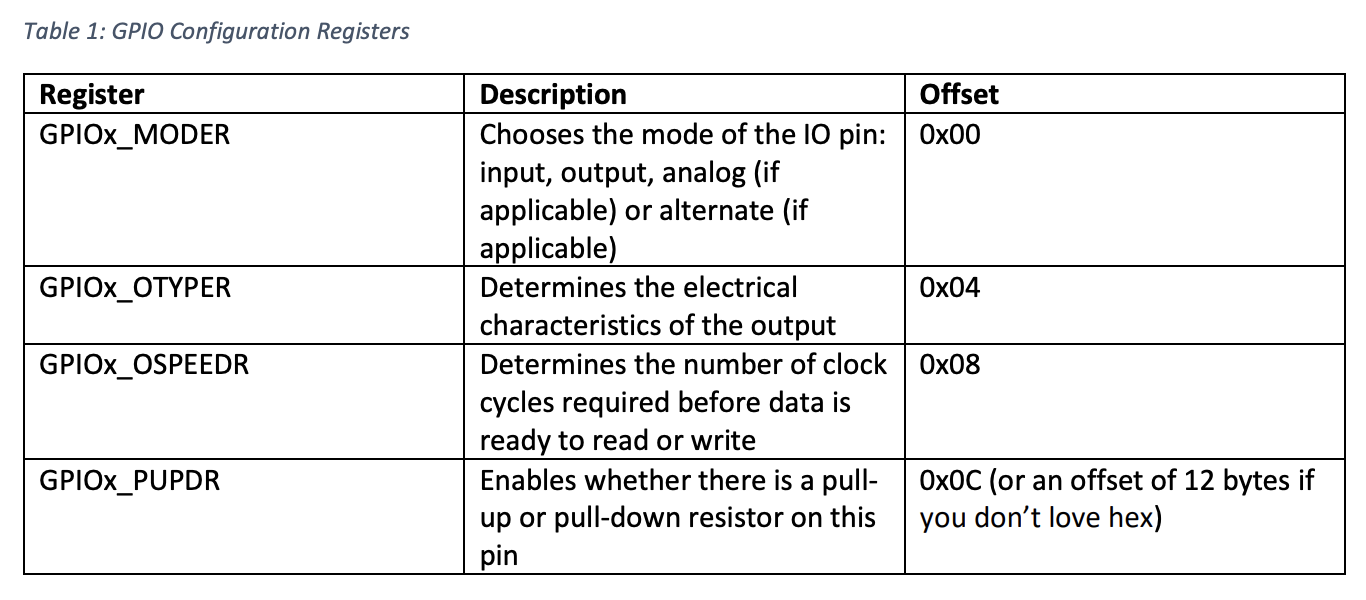 Table 1: GPIO Configuration Registers
Register Description Offset
GPIOx_MODER Chooses the mode of the IO pin: 0x00
input, output, analog (if
applicable) or alternate (if
applicable)
GPIOx_OTYPER Determines the electrical 0x04
characteristics of the output
GPIOx_OSPEEDR Determines the number of clock 0x08
cycles required before data is
ready to read or write
GPIOx_PUPDR Enables whether there is a pull- 0x0C (or an offset of 12 bytes if
up or pull-down resistor on this you don’t love hex)
pin